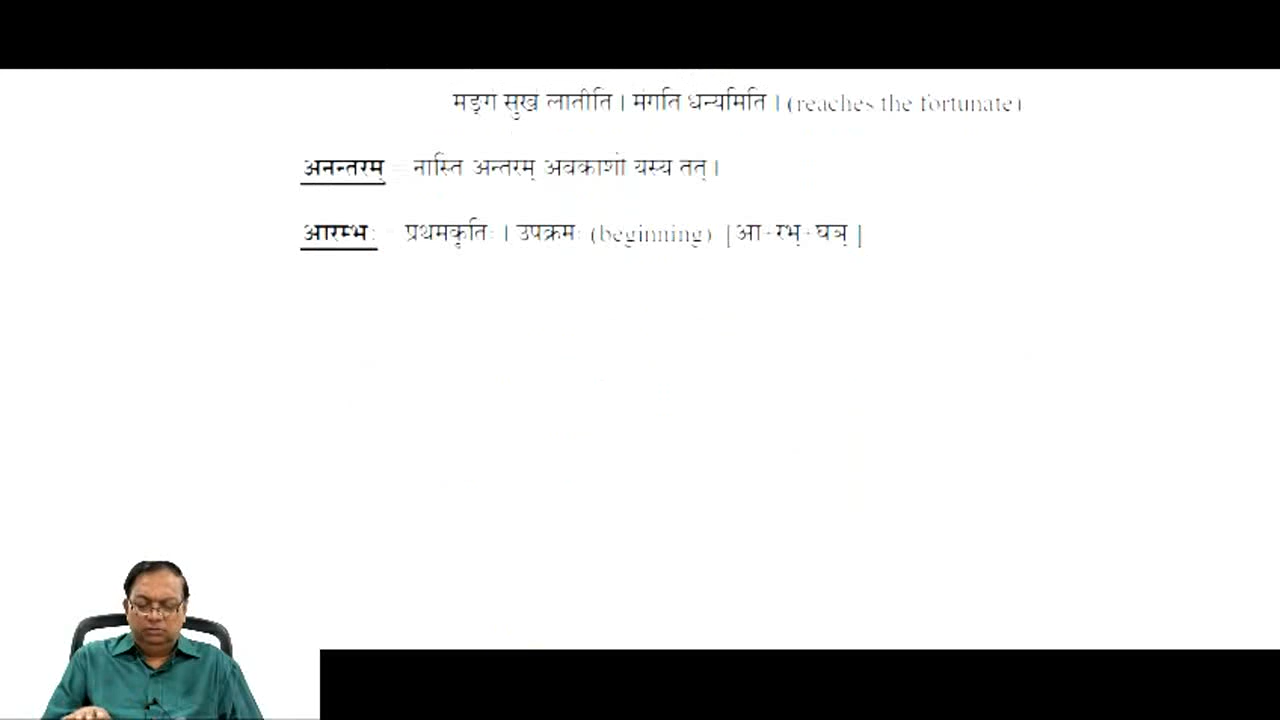 मङ्गं सुखं लातीति । मंगति धन्यमिति । (reaches the fortunate)
अनन्तरम् – नास्ति अन्तरम् अवकाशो यस्य तत् ।
आरम्भः – प्रथमकृतिः । उपक्रमः (beginning) [आ+रभ्+घञ् ]